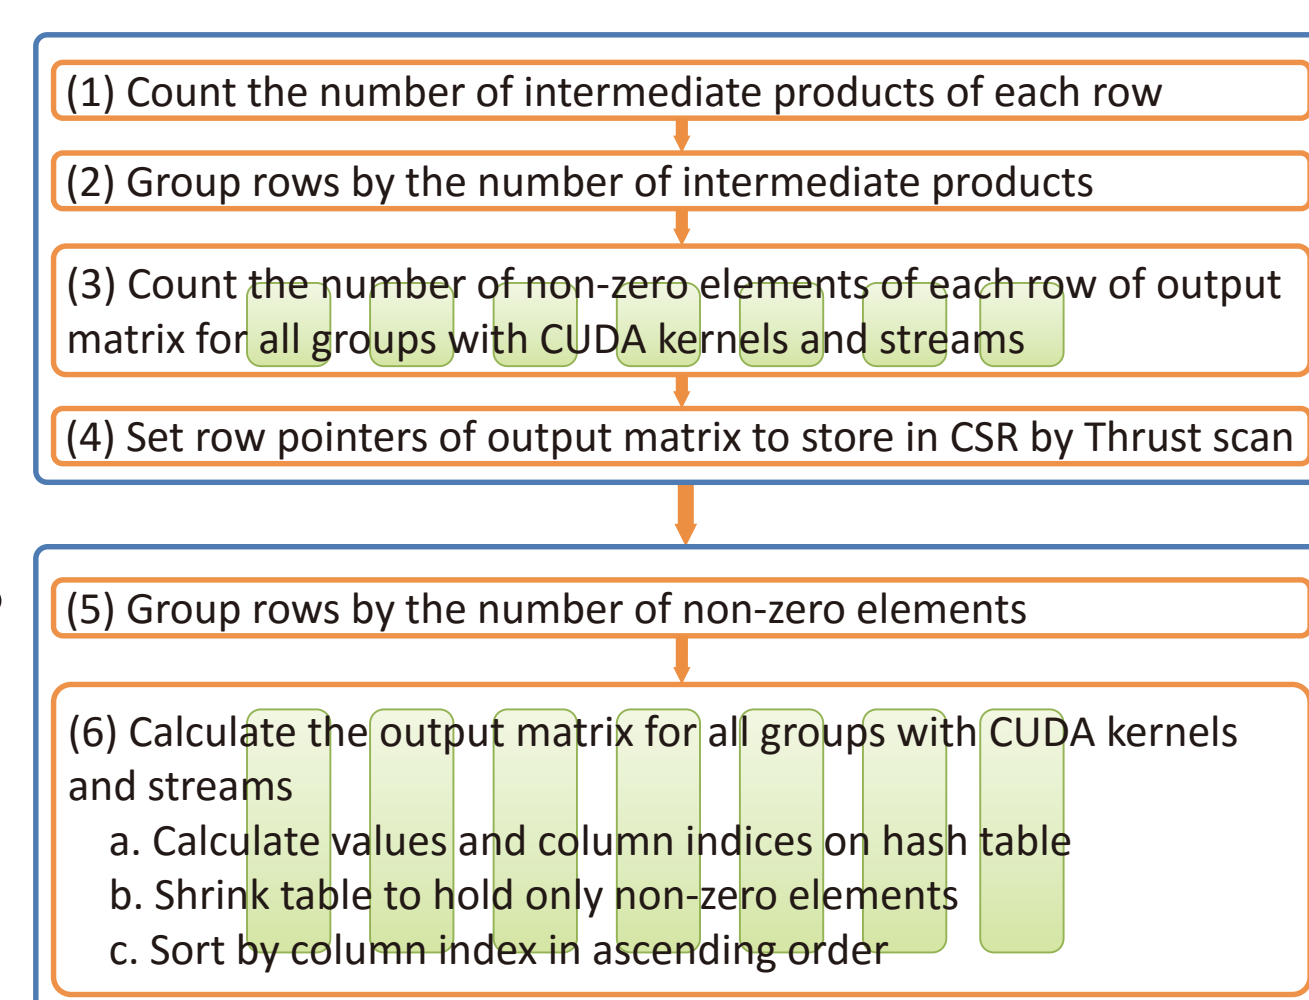 (1) Count the number of intermediate products of each row
(2) Group rows by the number of intermediate products
(3) Count the number of non-zero elements of each row of output
matrix for all groups with CUDA kernels and streams
(4) Set row pointers of output matrix to store in CSR by Thrust scan
(5) Group rows by the number of non-zero elements
(6) Calculate the output matrix for all groups with CUDA kernels
and streams
a. Calculate values and column indices on hash table
b. Shrink table to hold only non-zero elements
c. Sort by column index in ascending order